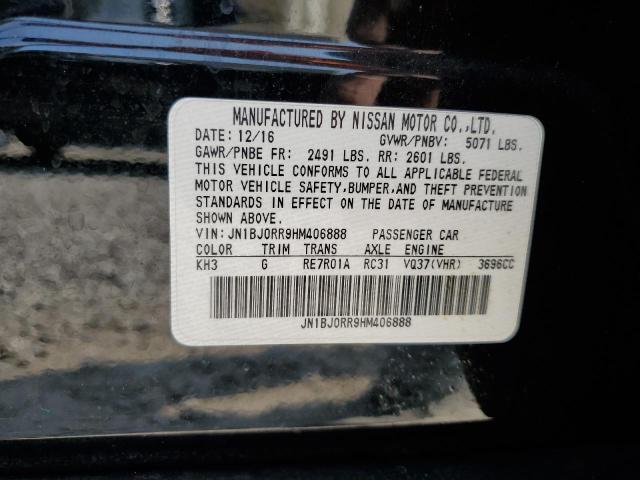 MANUFACTURED BY NISSAN MOTOR CO.,LTD.
DATE: 12/16 GVWR/PNBV: 5071 LBS.
GAWR/PNBE FR: 2491 LBS. RR: 2601 LBS.
THIS VEHICLE CONFORMS TO ALL APPLICABLE FEDERAL
MOTOR VEHICLE SAFETY,BUMPER,AND THEFT PREVENTION
STANDARDS IN EFFECT ON THE DATE OF MANUFACTURE
SHOWN ABOVE.
VIN: JN1BJ0RR9HM406888 PASSENGER CAR
COLOR TRIM TRANS AXLE ENGINE
KH3 G RE7R01A RC31 VQ37(VHR) 3696CC
JN1BJ0RR9HM406888